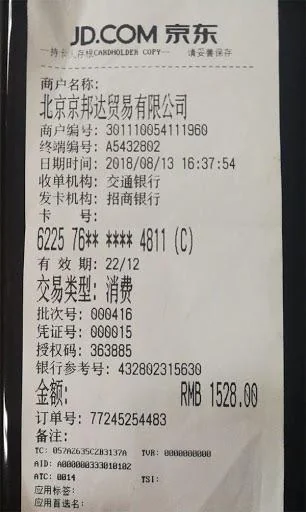 JD.COM 京东
持卡人存根CARDHOLDER COPY 请妥善保存
商户名称:
北京京邦达贸易有限公司
商户编号: 301110054111960
终端编号: A5432802
日期时间: 2018/08/13 16:37:54
收单机构: 交通银行
发卡机构: 招商银行
卡 号:
6225 76** **** 4811 (C)
有 效 期: 22/12
交易类型: 消费
批次号: 000416
凭证号: 000015
授权码: 363885
银行参考号: 432802315630
金额: RMB 1528.00
订单号: 77245254483
备注:
TC: 057AZ635CZB3137A TVR: 0000000000
AID: A000000333010102
ATC: 0014 TSI:
应用标签:
应用首选名: